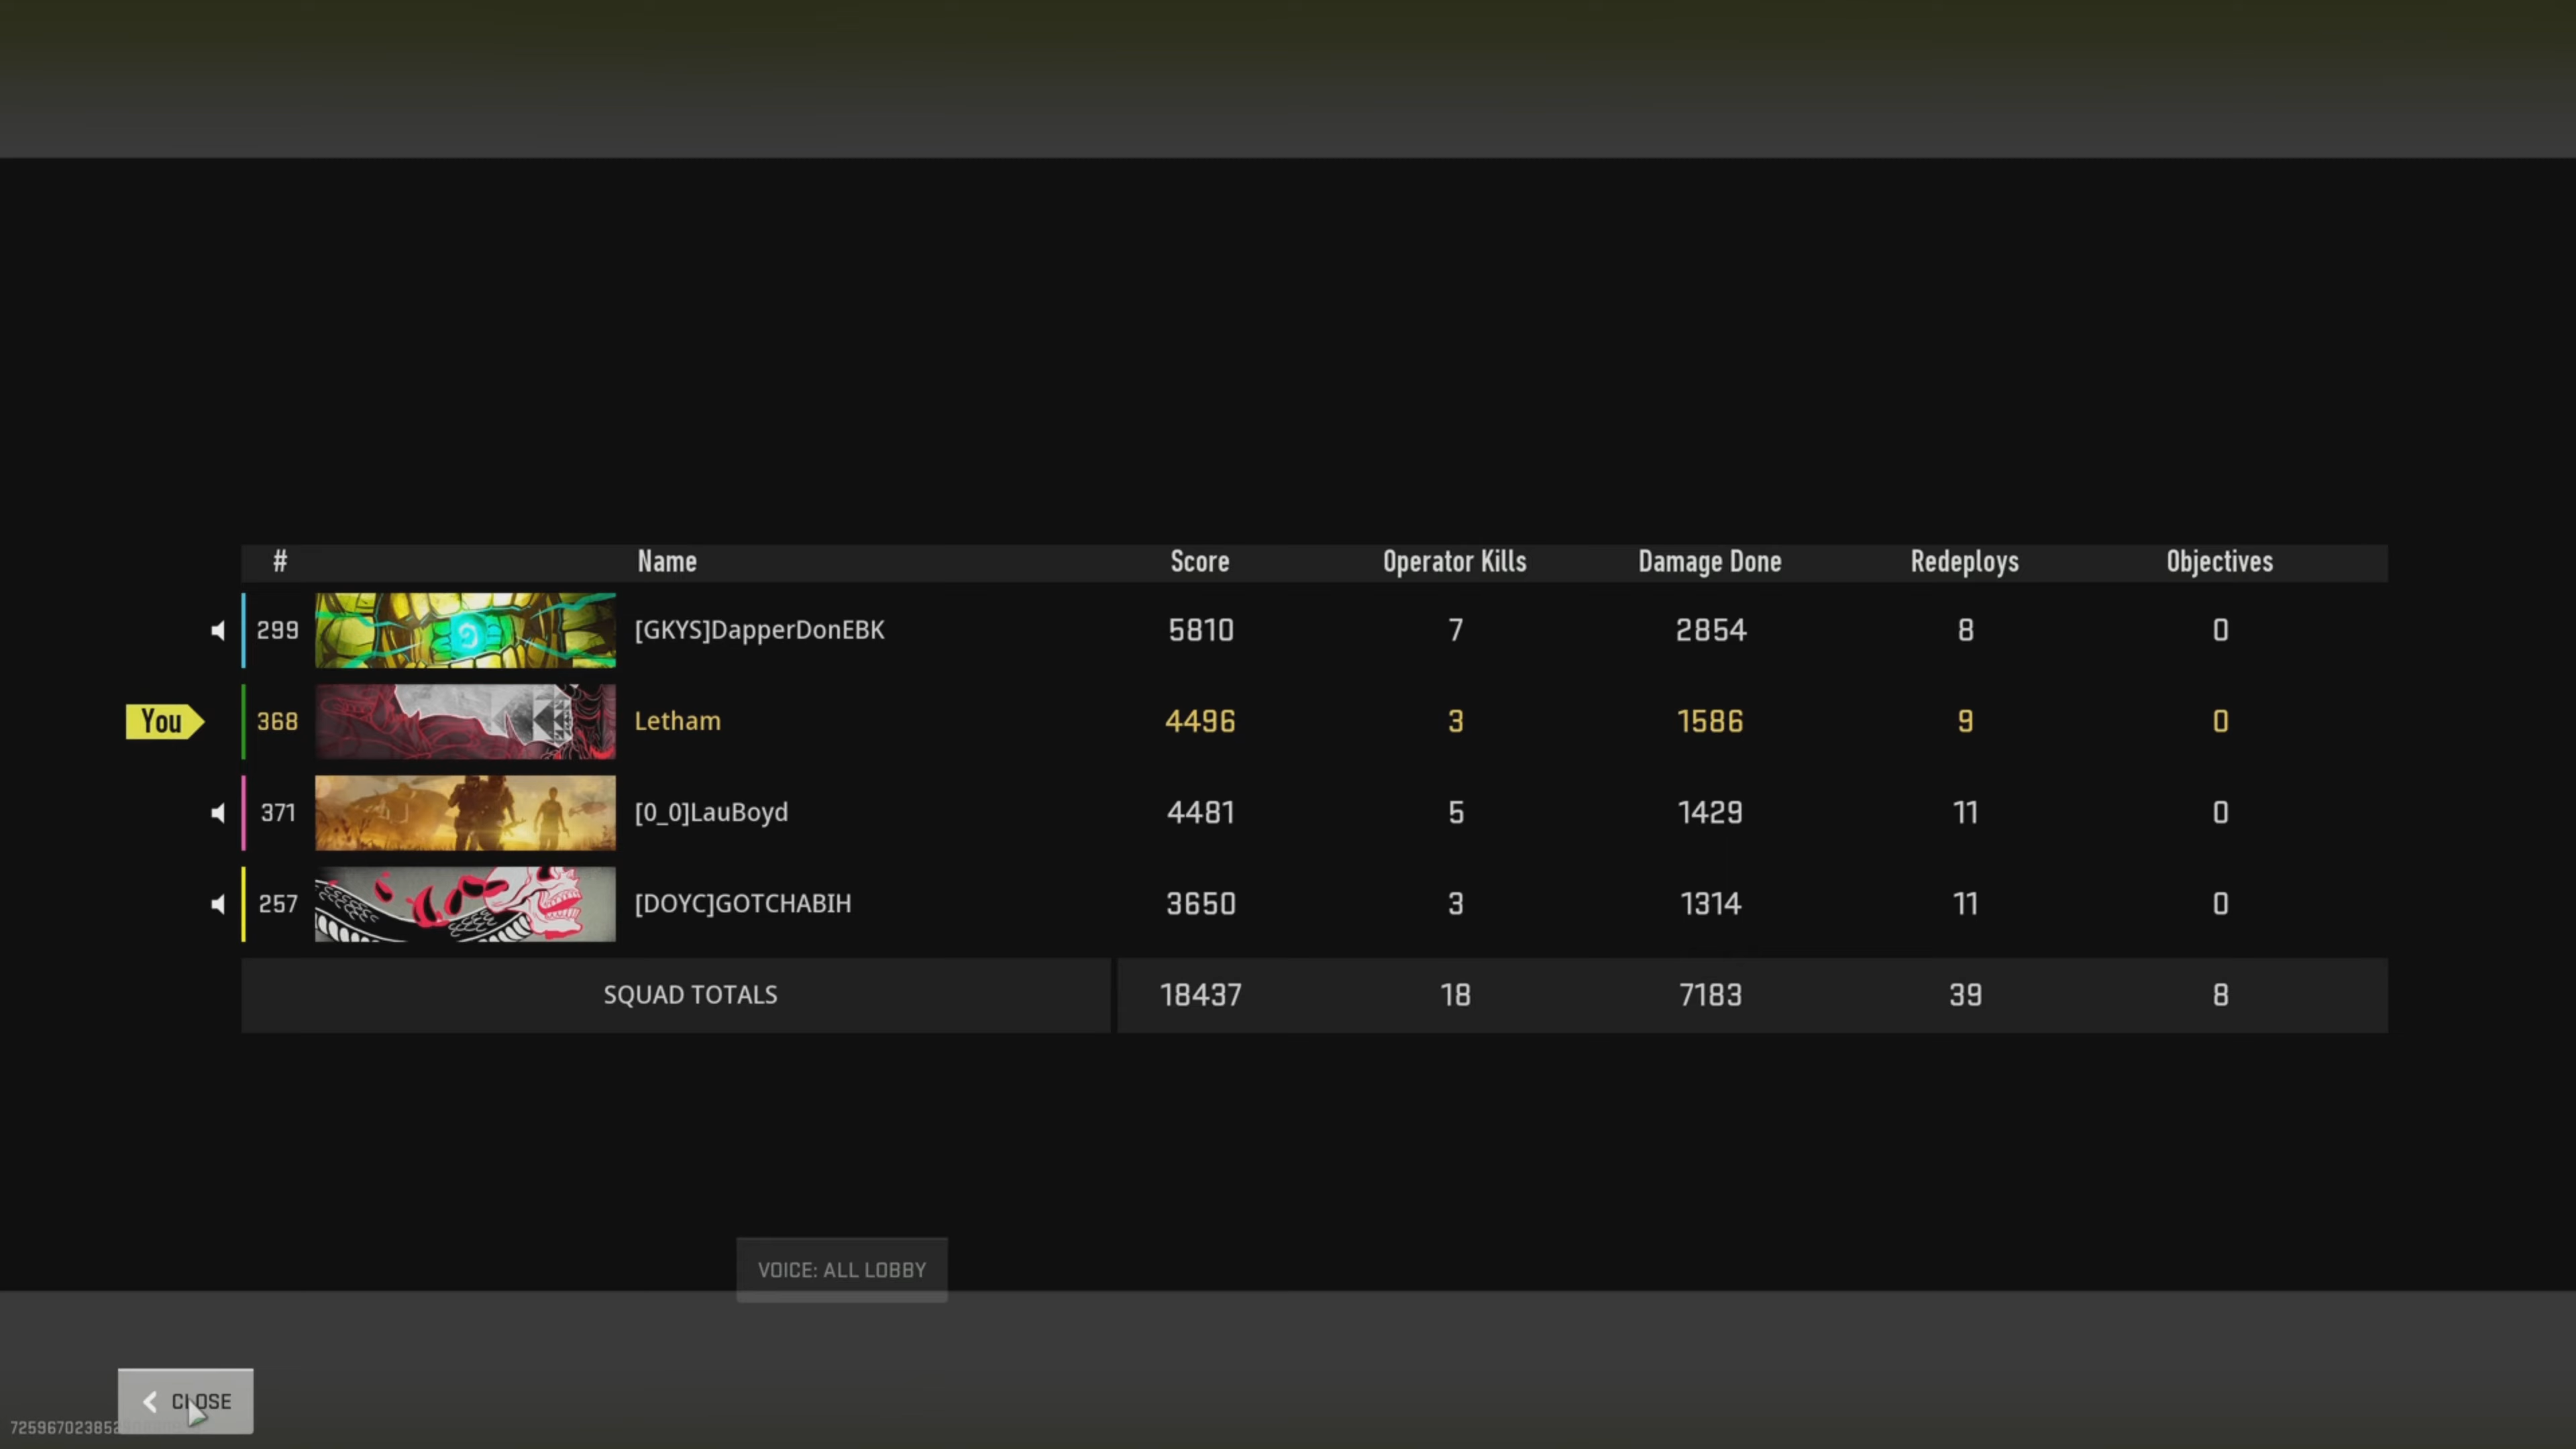 # Name Score Operator Kills Damage Done Redeploys Objectives
299 [GKYS]DapperDonEBK 5810 7 2854 8 0
You 368 Letham 4496 3 1586 9 0
371 [0_0]LauBoyd 4481 5 1429 11 0
257 [DOYC]GOTCHABIH 3650 3 1314 11 0
SQUAD TOTALS 18437 18 7183 39 8
VOICE: ALL LOBBY
CLOSE